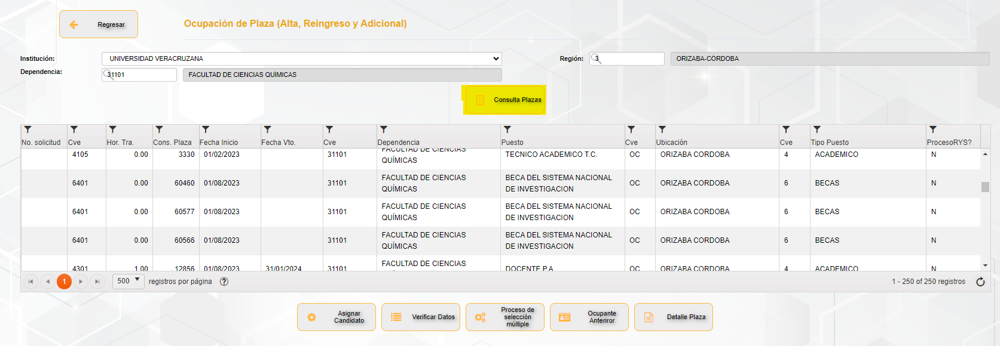 Regresar
Ocupación de Plaza (Alta, Reingreso y Adicional)
Institución: UNIVERSIDAD VERACRUZANA Región: 3 ORIZABA-CÓRDOBA
Dependencia: 31101 FACULTAD DE CIENCIAS QUÍMICAS
Consulta Plazas
No. solicitud Cve Hor. Tra. Cons. Plaza Fecha Inicio Fecha Vto. Cve Dependencia Puesto Cve Ubicación Cve Tipo Puesto ProcesoRYS?
4105 0.00 3330 01/02/2023 31101 FACULTAD DE CIENCIAS QUÍMICAS TECNICO ACADEMICO T.C. OC ORIZABA CORDOBA 4 ACADEMICO N
6401 0.00 60460 01/08/2023 31101 FACULTAD DE CIENCIAS QUÍMICAS BECA DEL SISTEMA NACIONAL DE INVESTIGACION OC ORIZABA CORDOBA 6 BECAS N
6401 0.00 60577 01/08/2023 31101 FACULTAD DE CIENCIAS QUÍMICAS BECA DEL SISTEMA NACIONAL DE INVESTIGACION OC ORIZABA CORDOBA 6 BECAS N
6401 0.00 60566 01/08/2023 31101 FACULTAD DE CIENCIAS QUÍMICAS BECA DEL SISTEMA NACIONAL DE INVESTIGACION OC ORIZABA CORDOBA 6 BECAS N
4301 1.00 12856 01/08/2023 31/01/2024 31101 FACULTAD DE CIENCIAS DOCENTE P.A. OC ORIZABA CORDOBA 4 ACADEMICO N
1 500 registros por página 1 - 250 of 250 registros
Asignar Candidato
Verificar Datos
Proceso de selección múltiple
Ocupante Anteriror
Detalle Plaza